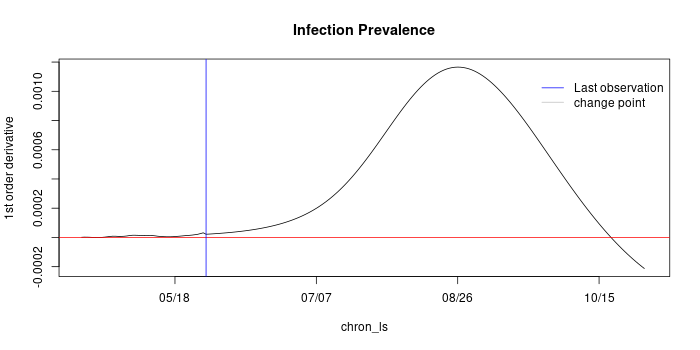 Infection Prevalence
1st order derivative
0.0010
0.0006
0.0002
-0.0002
Last observation
change point
05/18
07/07
08/26
10/15
chron_ls